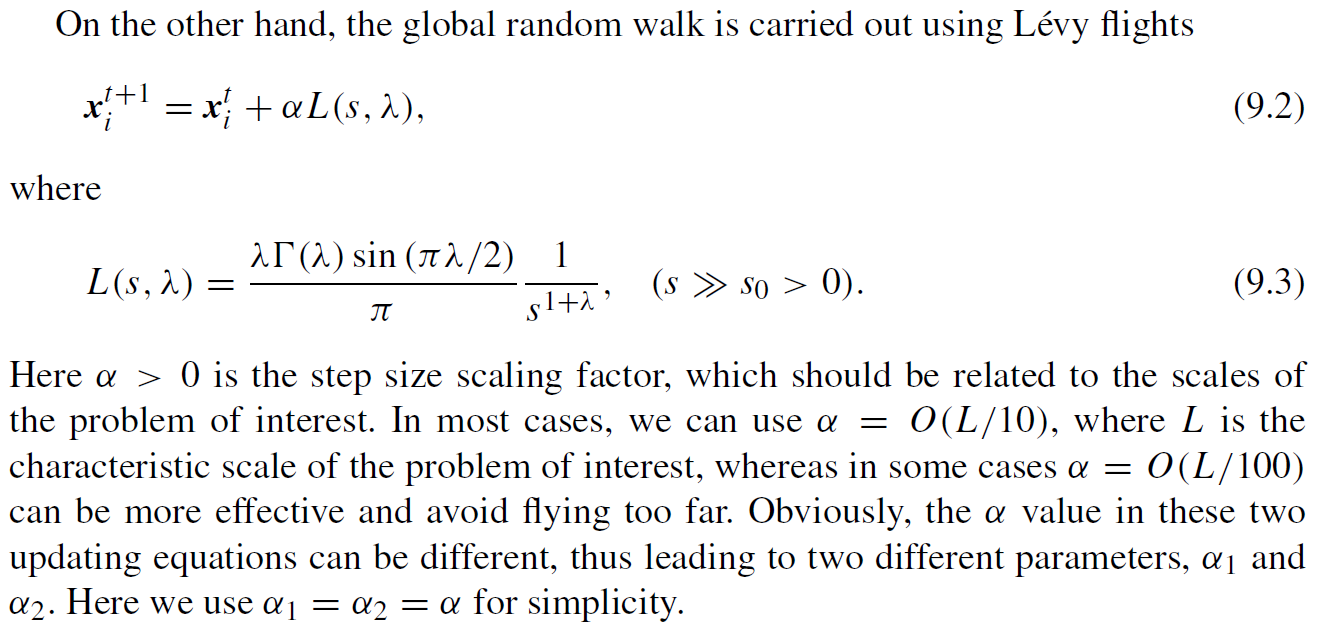 On the other hand, the global random walk is carried out using Lévy flights
x_i^{t+1} = x_i^t + αL(s, λ), (9.2)
where
L(s, λ) = \frac{λΓ(λ) sin (πλ/2)}{π} \frac{1}{s^{1+λ}}, (s ≫ s_0 > 0). (9.3)
Here α > 0 is the step size scaling factor, which should be related to the scales of
the problem of interest. In most cases, we can use α = O(L/10), where L is the
characteristic scale of the problem of interest, whereas in some cases α = O(L/100)
can be more effective and avoid flying too far. Obviously, the α value in these two
updating equations can be different, thus leading to two different parameters, α_1 and
α_2. Here we use α_1 = α_2 = α for simplicity.